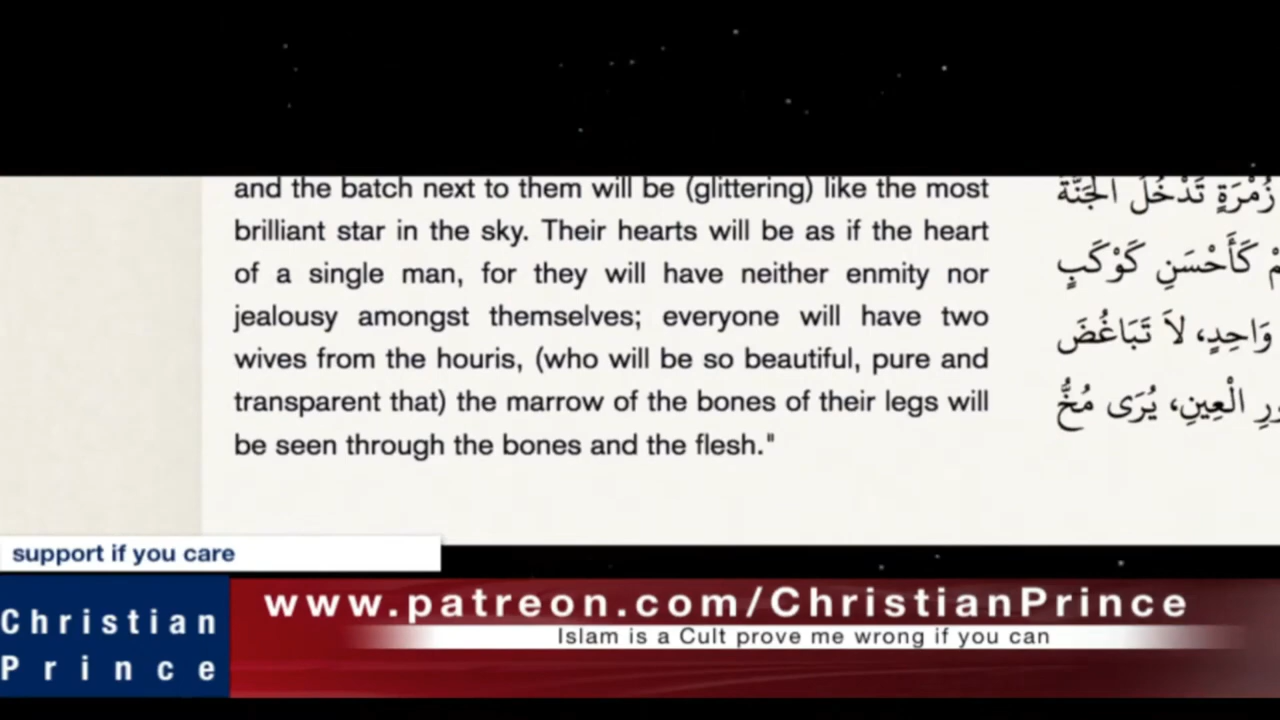 and the batch next to them will be (glittering) like the most
brilliant star in the sky. Their hearts will be as if the heart
of a single man, for they will have neither enmity nor
jealousy amongst themselves; everyone will have two
wives from the houris, (who will be so beautiful, pure and
transparent that) the marrow of the bones of their legs will
be seen through the bones and the flesh."
زُمْرَةٍ تَدْخُلُ الْجَنَّةَ
مْ كَأَحْسَنِ كَوْكَبٍ
وَاحِدٍ، لاَ تَبَاغُضَ
ورِ الْعِينِ، يُرَى مُخُّ
support if you care
Christian
Prince
www.patreon.com/ChristianPrince
Islam is a Cult prove me wrong if you can